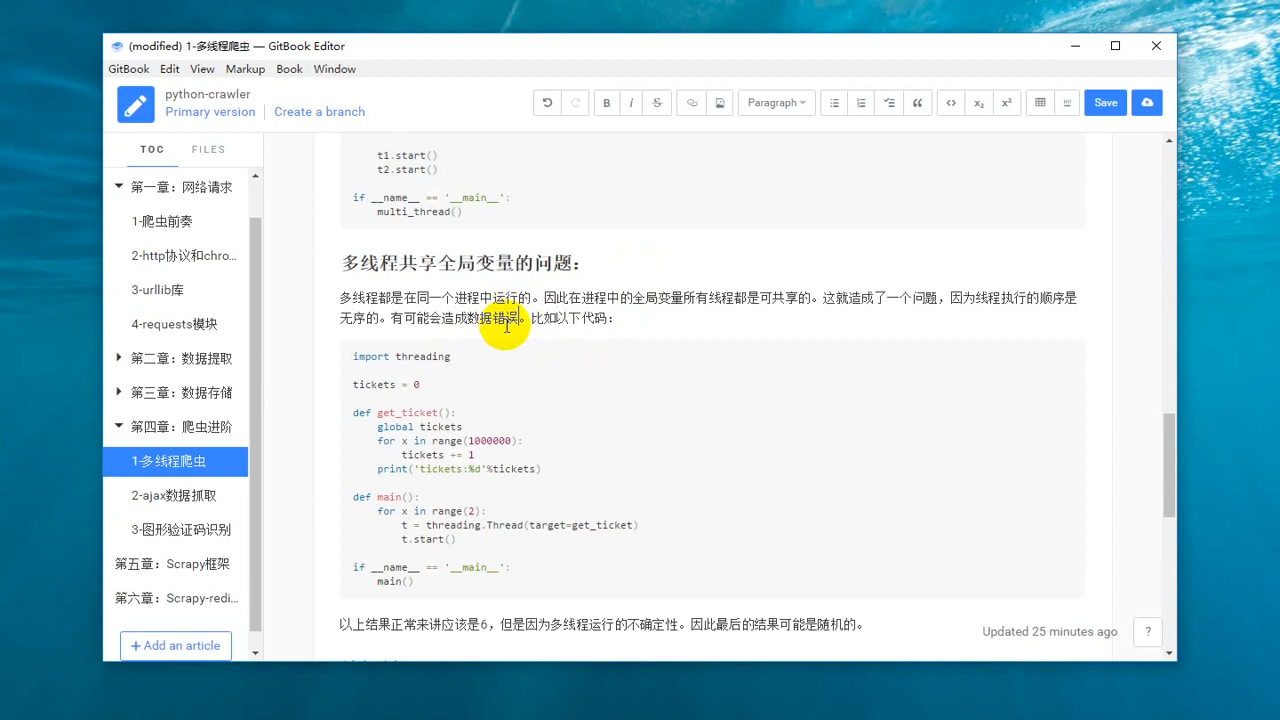 (modified) 1-多线程爬虫 — GitBook Editor
GitBook Edit View Markup Book Window
python-crawler
Primary version Create a branch
B i S Paragraph x₂ x² Save
TOC FILES
第一章：网络请求
1-爬虫前奏
2-http协议和chro...
3-urllib库
4-requests模块
第二章：数据提取
第三章：数据存储
第四章：爬虫进阶
1-多线程爬虫
2-ajax数据抓取
3-图形验证码识别
第五章：Scrapy框架
第六章：Scrapy-redi...
+ Add an article
t1.start()
t2.start()
if __name__ == '__main__':
multi_thread()
多线程共享全局变量的问题：
多线程都是在同一个进程中运行的。因此在进程中的全局变量所有线程都是可共享的。这就造成了一个问题，因为线程执行的顺序是
无序的。有可能会造成数据错误。比如以下代码：
import threading
tickets = 0
def get_ticket():
global tickets
for x in range(1000000):
tickets += 1
print('tickets:%d'%tickets)
def main():
for x in range(2):
t = threading.Thread(target=get_ticket)
t.start()
if __name__ == '__main__':
main()
以上结果正常来讲应该是6，但是因为多线程运行的不确定性。因此最后的结果可能是随机的。
Updated 25 minutes ago
?